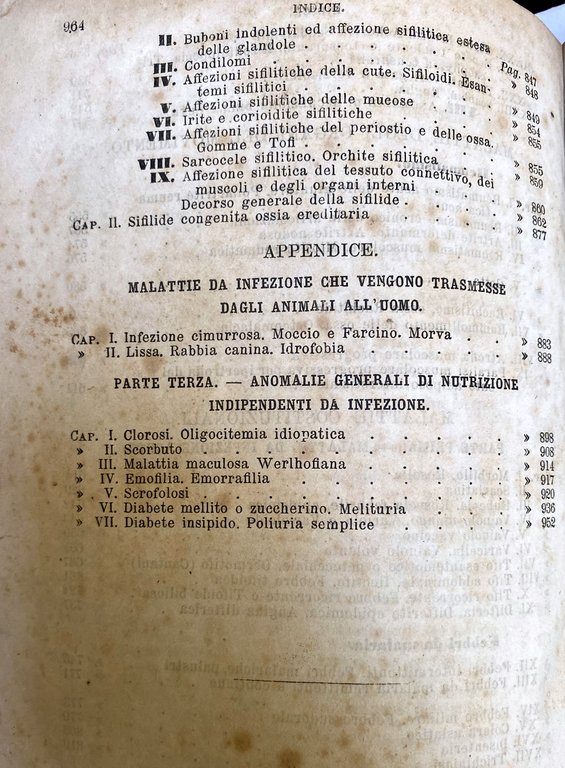 964
INDICE.
II. Buboni indolenti ed affezione sifilitica estesa
delle glandole . . . . . . . Pag. 847
III. Condilomi . . . . . . . . » 848
IV. Affezioni sifilitiche della cute. Sifiloidi. Esan-
temi sifilitici . . . . . . . » 849
V. Affezioni sifilitiche delle mucose . . . » 854
VI. Irite e corioidite sifilitiche . . . . » 855
VII. Affezioni sifilitiche del periostio e delle ossa.
Gomme e Tofi . . . . . . . » 855
VIII. Sarcocele sifilitico. Orchite sifilitica . . » 859
IX. Affezione sifilitica del tessuto connettivo, dei
muscoli e degli organi interni . . . » 860
Decorso generale della sifilide . . . . » 862
CAP. II. Sifilide congenita ossia ereditaria . . . » 877
APPENDICE.
MALATTIE DA INFEZIONE CHE VENGONO TRASMESSE
DAGLI ANIMALI ALL'UOMO.
CAP. I. Infezione cimurrosa. Moccio e Farcino. Morva . . » 883
» II. Lissa. Rabbia canina. Idrofobia . . . . » 888
PARTE TERZA. — ANOMALIE GENERALI DI NUTRIZIONE
INDIPENDENTI DA INFEZIONE.
CAP. I. Clorosi. Oligocitemia idiopatica . . . . . » 898
» II. Scorbuto . . . . . . . . . » 908
» III. Malattia maculosa Werlhofiana . . . . . » 914
» IV. Emofilia. Emorrafilia . . . . . . . » 917
» V. Scrofolosi . . . . . . . . . » 920
» VI. Diabete mellito o zuccherino. Melituria . . . » 936
» VII. Diabete insipido. Poliuria semplice . . . . » 952